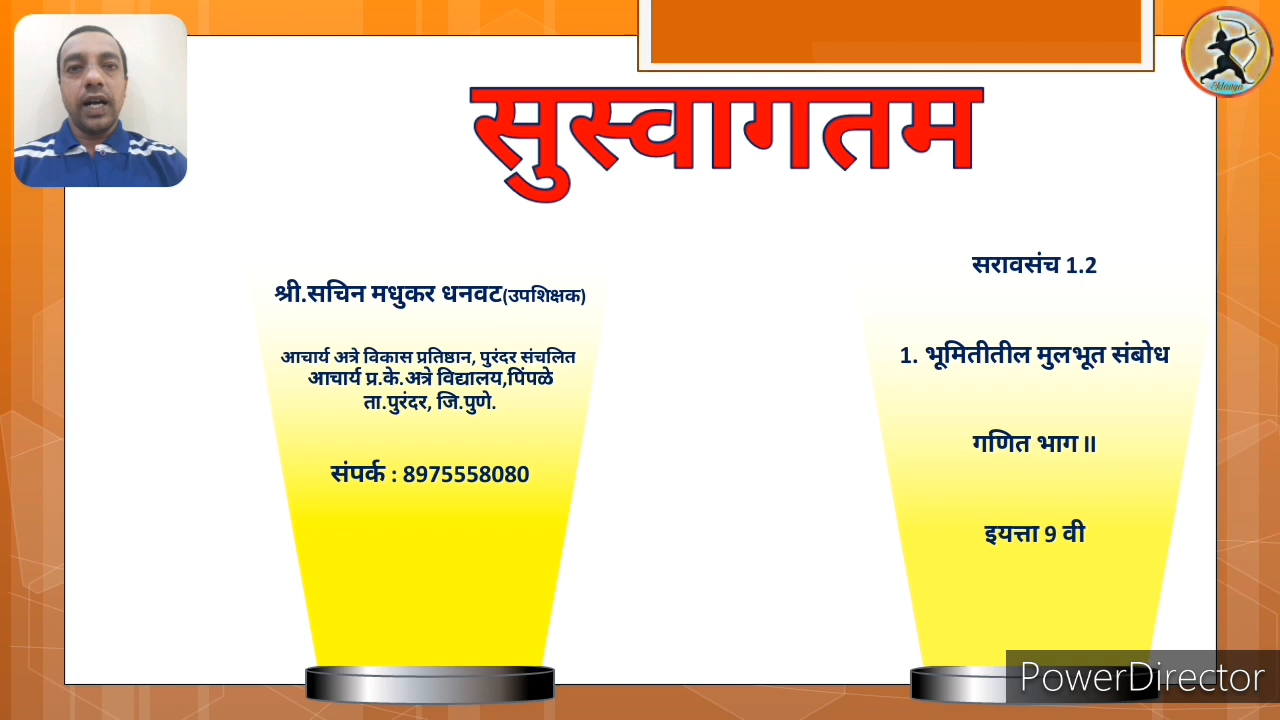 सुस्वागतम
श्री.सचिन मधुकर धनवट(उपशिक्षक)
आचार्य अत्रे विकास प्रतिष्ठान, पुरंदर संचलित
आचार्य प्र.के.अत्रे विद्यालय,पिंपळे
ता.पुरंदर, जि.पुणे.
संपर्क : 8975558080
सरावसंच 1.2
1. भूमितीतील मुलभूत संबोध
गणित भाग II
इयत्ता 9 वी
PowerDirector